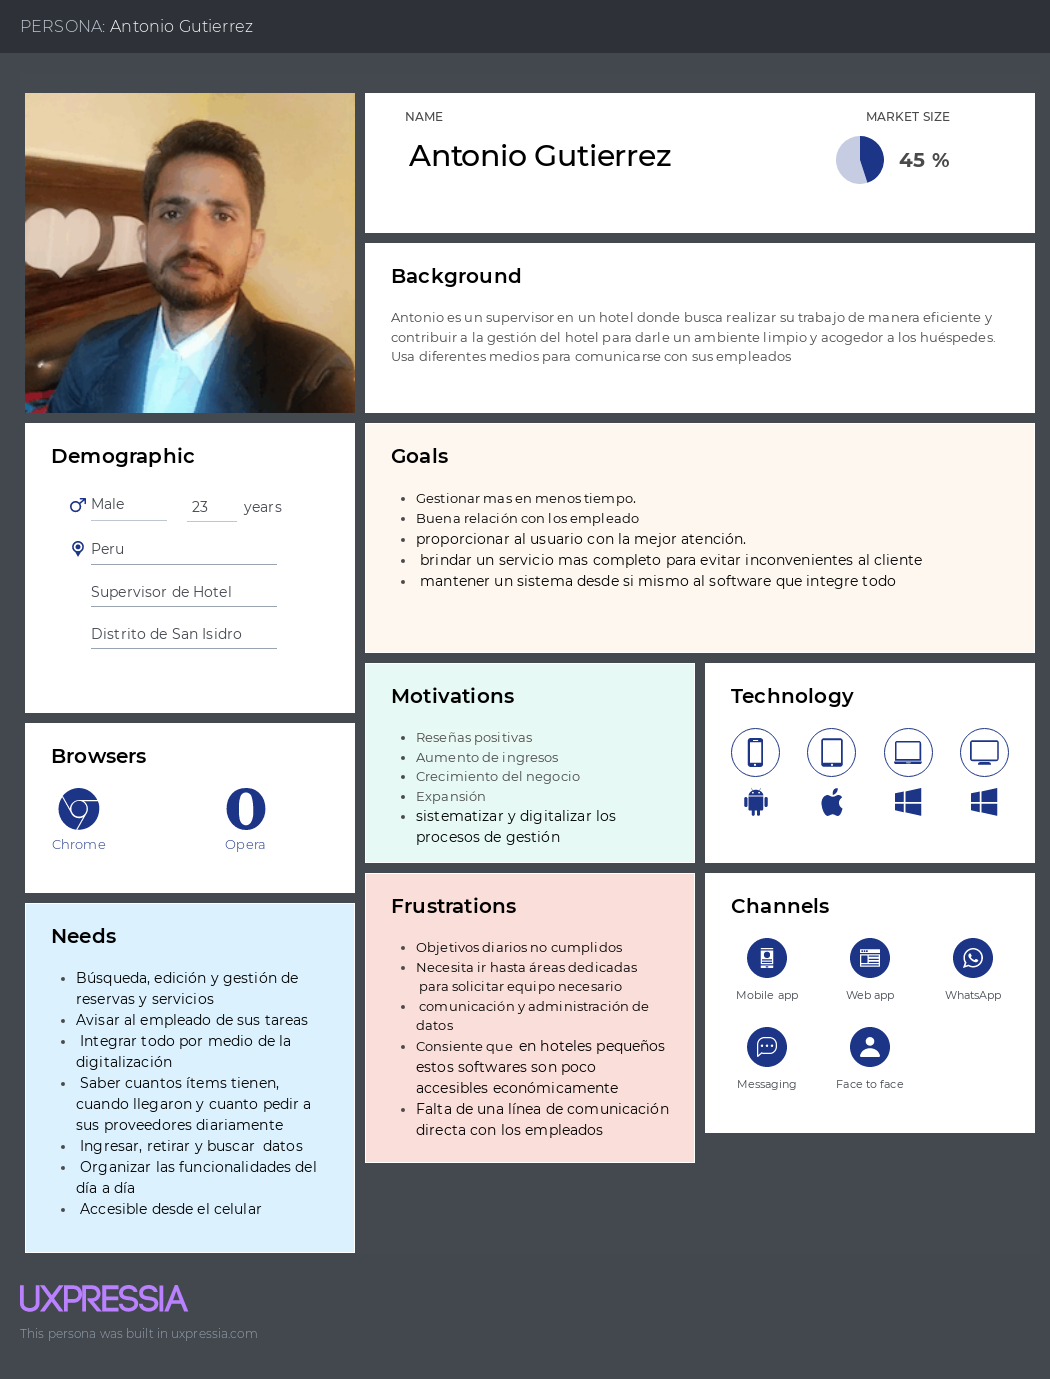 PERSONA: Antonio Gutierrez
NAME
MARKET SIZE
Antonio Gutierrez
45 %
Background
Antonio es un supervisor en un hotel donde busca realizar su trabajo de manera eficiente y
contribuir a la gestión del hotel para darle un ambiente limpio y acogedor a los huéspedes.
Usa diferentes medios para comunicarse con sus empleados
Demographic
Male
23 years
Peru
Supervisor de Hotel
Distrito de San Isidro
Goals
Gestionar mas en menos tiempo.
Buena relación con los empleado
proporcionar al usuario con la mejor atención.
brindar un servicio mas completo para evitar inconvenientes al cliente
mantener un sistema desde si mismo al software que integre todo
Browsers
Chrome
Opera
Motivations
Reseñas positivas
Aumento de ingresos
Crecimiento del negocio
Expansión
sistematizar y digitalizar los
procesos de gestión
Technology
Needs
Búsqueda, edición y gestión de
reservas y servicios
Avisar al empleado de sus tareas
Integrar todo por medio de la
digitalización
Saber cuantos ítems tienen,
cuando llegaron y cuanto pedir a
sus proveedores diariamente
Ingresar, retirar y buscar datos
Organizar las funcionalidades del
día a día
Accesible desde el celular
Frustrations
Objetivos diarios no cumplidos
Necesita ir hasta áreas dedicadas
para solicitar equipo necesario
comunicación y administración de
datos
Consiente que en hoteles pequeños
estos softwares son poco
accesibles económicamente
Falta de una línea de comunicación
directa con los empleados
Channels
Mobile app
Web app
WhatsApp
Messaging
Face to face
UXPRESSIA
This persona was built in uxpressia.com